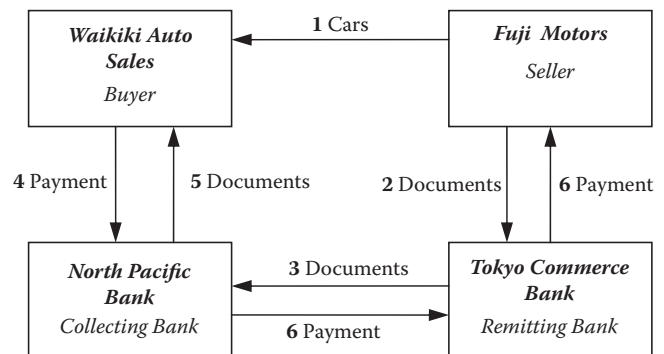 Waikiki Auto
Sales
Buyer
1 Cars
Fuji Motors
Seller
4 Payment
5 Documents
2 Documents
6 Payment
North Pacific
Bank
Collecting Bank
3 Documents
6 Payment
Tokyo Commerce
Bank
Remitting Bank